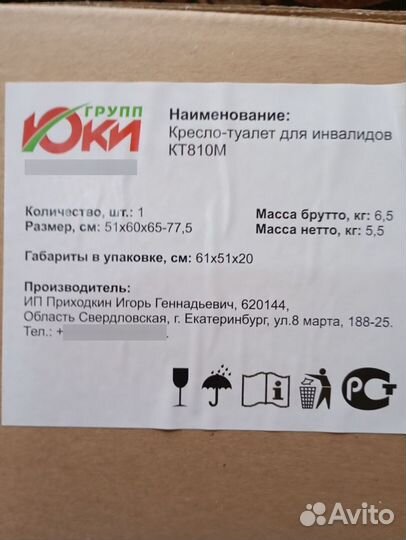 ГРУПП
ЮКИ
Наименование:
Кресло-туалет для инвалидов
КТ810М
Количество, шт.: 1
Размер, см: 51х60х65-77,5
Масса брутто, кг: 6,5
Масса нетто, кг: 5,5
Габариты в упаковке, см: 61х51х20
Производитель:
ИП Приходкин Игорь Геннадьевич, 620144,
Область Свердловская, г. Екатеринбург, ул.8 марта, 188-25.
Тел.: +
РСТ
Avito